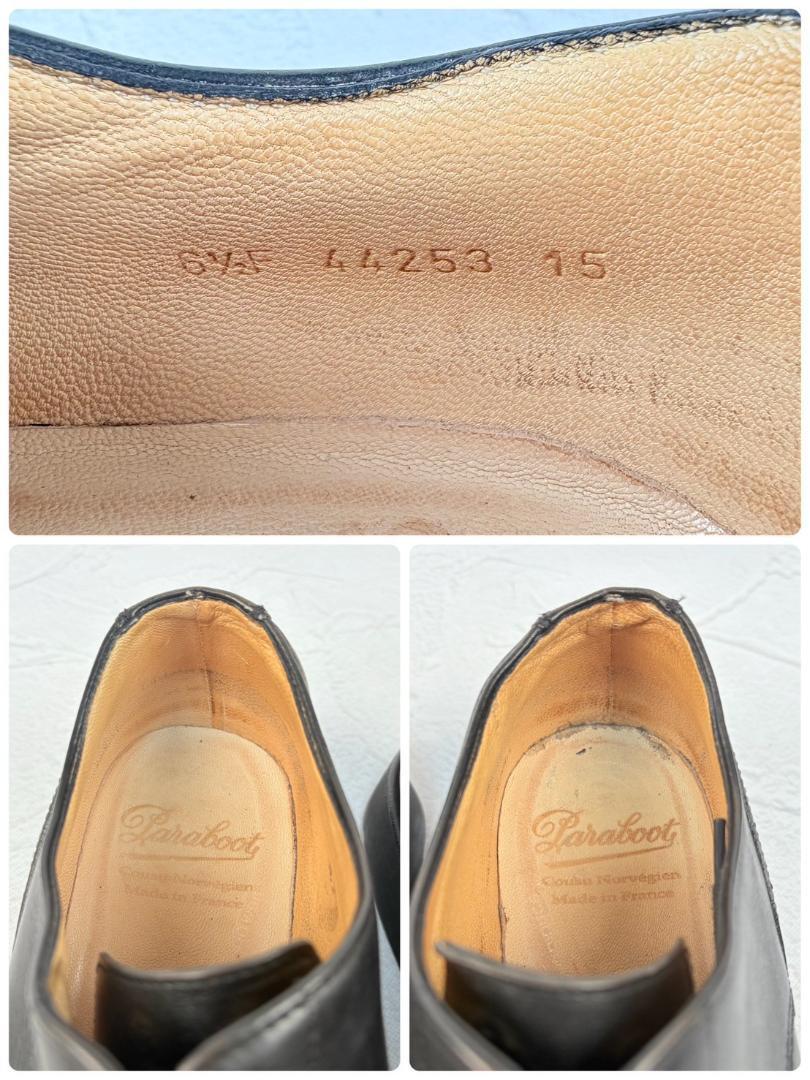 6½F 44253 15
Paraboot
Cousu Norvégien
Made in France
Paraboot
Cousu Norvégien
Made in France